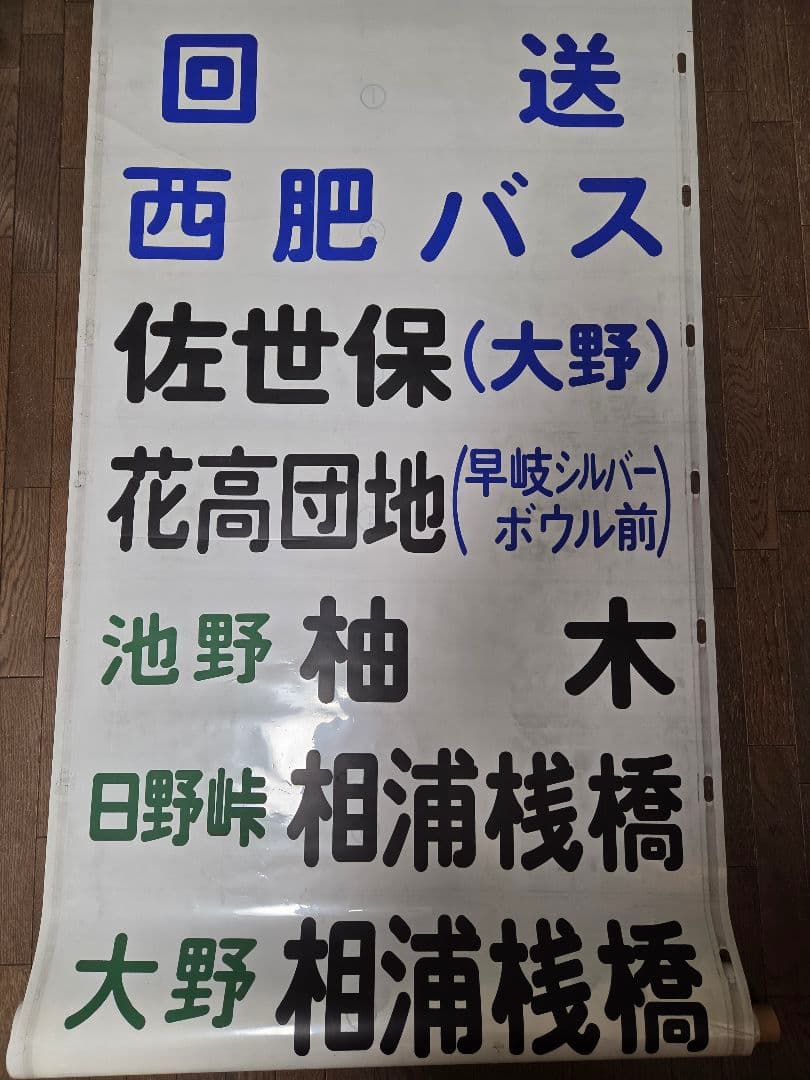 回送
西肥バス
佐世保(大野)
花高団地(早岐シルバーボウル前)
池野 柚木
日野峠 相浦桟橋
大野 相浦桟橋